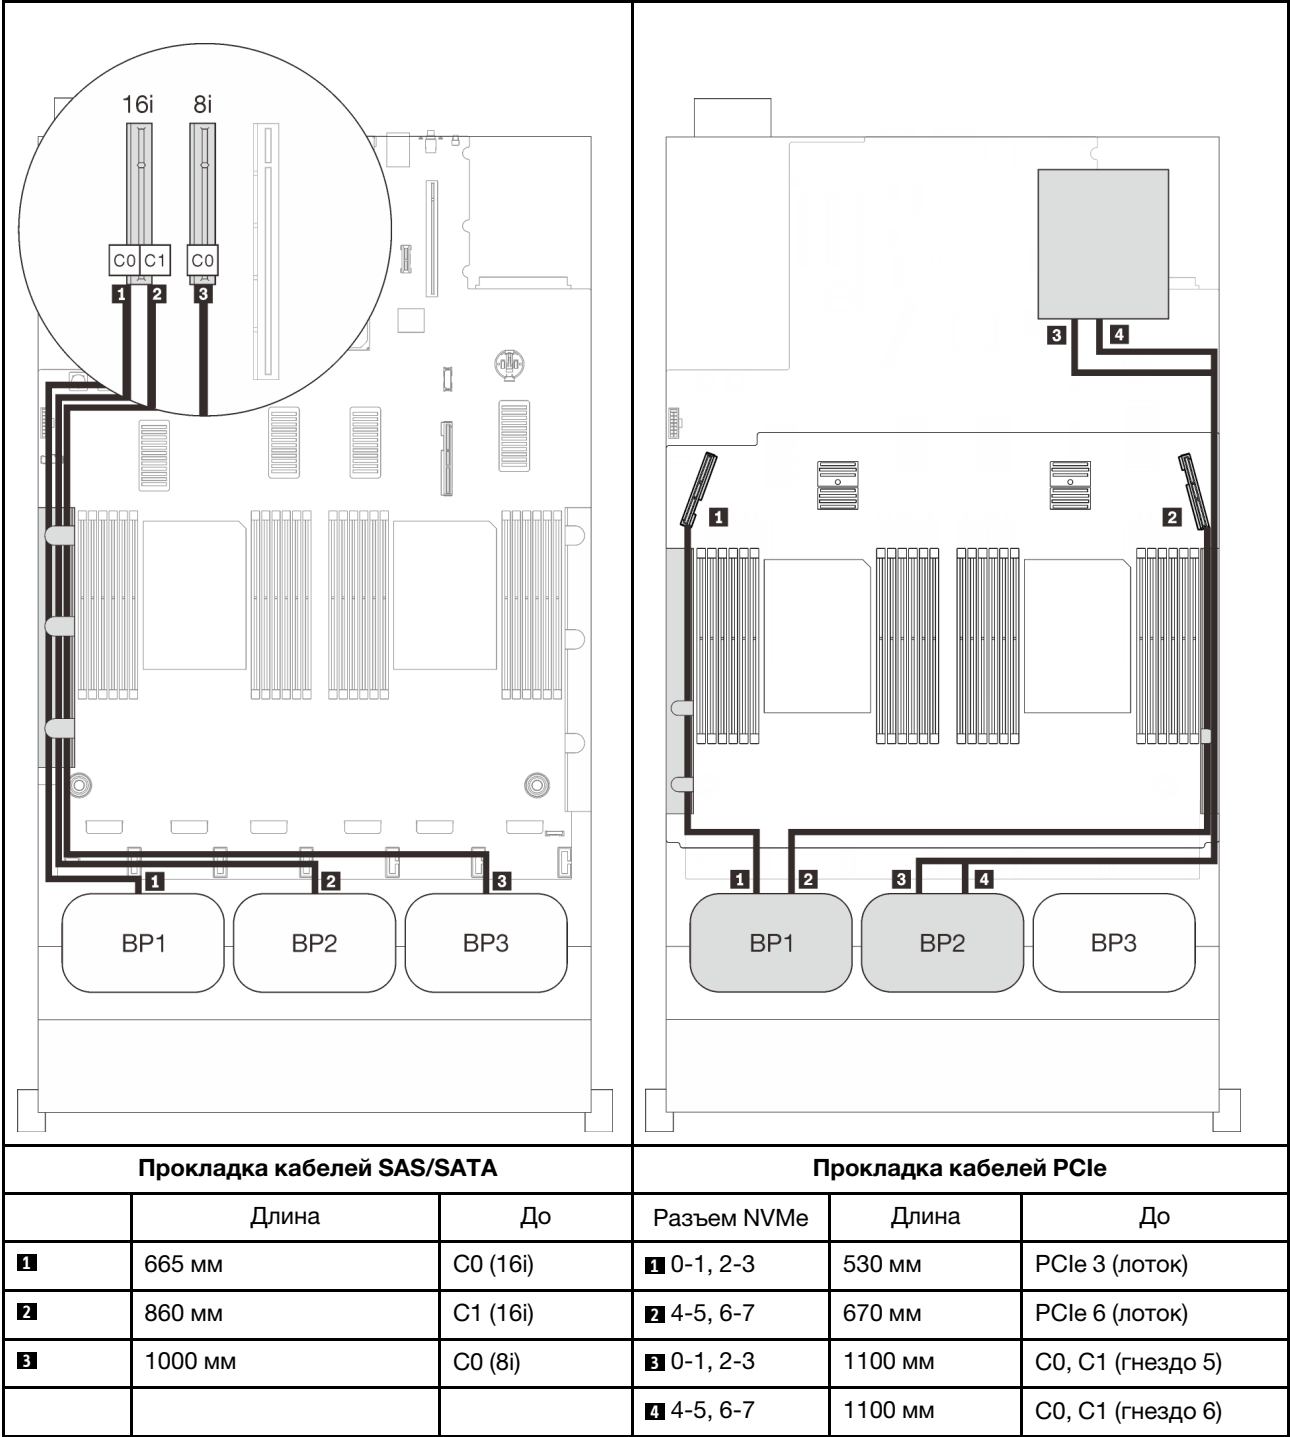 16i 8i
C0 C1 C0
1 2 3
3 4
1 2
1 2 3
1 2 3 4
BP1 BP2 BP3
BP1 BP2 BP3
Прокладка кабелей SAS/SATA
Прокладка кабелей PCIe
Длина До Разъем NVMe Длина До
1 665 мм C0 (16i) 1 0-1, 2-3 530 мм PCIe 3 (лоток)
2 860 мм C1 (16i) 2 4-5, 6-7 670 мм PCIe 6 (лоток)
3 1000 мм C0 (8i) 3 0-1, 2-3 1100 мм C0, C1 (гнездо 5)
4 4-5, 6-7 1100 мм C0, C1 (гнездо 6)